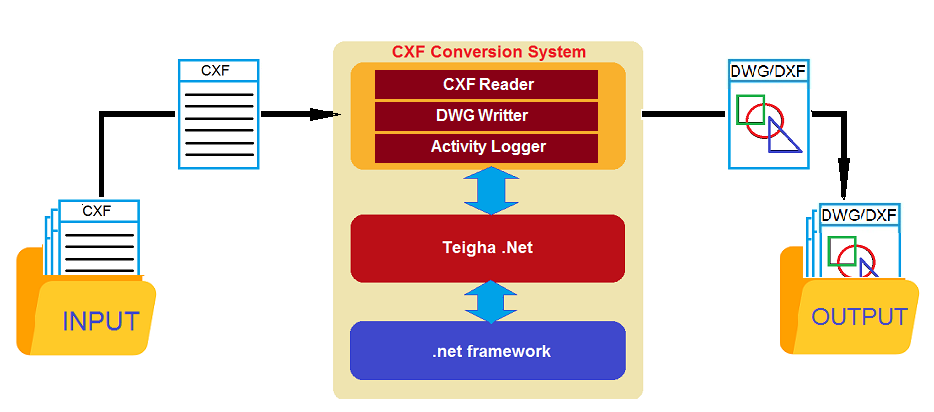 CXF Conversion System
CXF
CXF Reader
DWG Writter
Activity Logger
DWG/DXF
CXF
INPUT
Teigha .Net
.net framework
DWG/DXF
OUTPUT